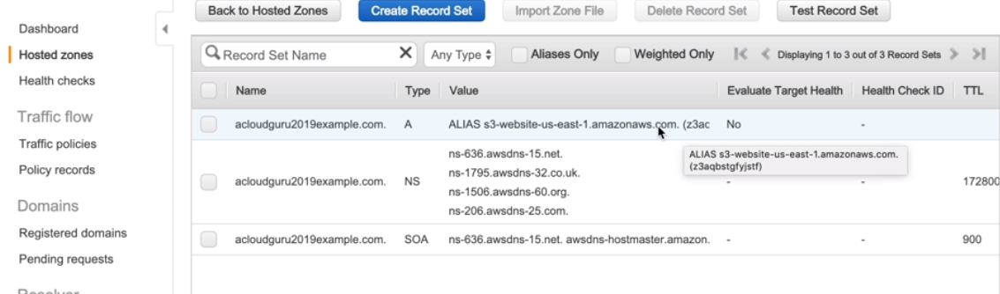 Back to Hosted Zones Create Record Set Import Zone File Delete Record Set Test Record Set
Dashboard
Hosted zones
Health checks
Traffic flow
Traffic policies
Policy records
Domains
Registered domains
Pending requests
Resolver
Record Set Name Any Type Aliases Only Weighted Only Displaying 1 to 3 out of 3 Record Sets
Name Type Value Evaluate Target Health Health Check ID TTL
acloudguru2019example.com. A ALIAS s3-website-us-east-1.amazonaws.com. (z3ac No -
ALIAS s3-website-us-east-1.amazonaws.com.
(z3aqbstgfyjstf)
ns-636.awsdns-15.net.
ns-1795.awsdns-32.co.uk.
acloudguru2019example.com. NS - - 172800
ns-1506.awsdns-60.org.
ns-206.awsdns-25.com.
acloudguru2019example.com. SOA ns-636.awsdns-15.net. awsdns-hostmaster.amazon. - - 900